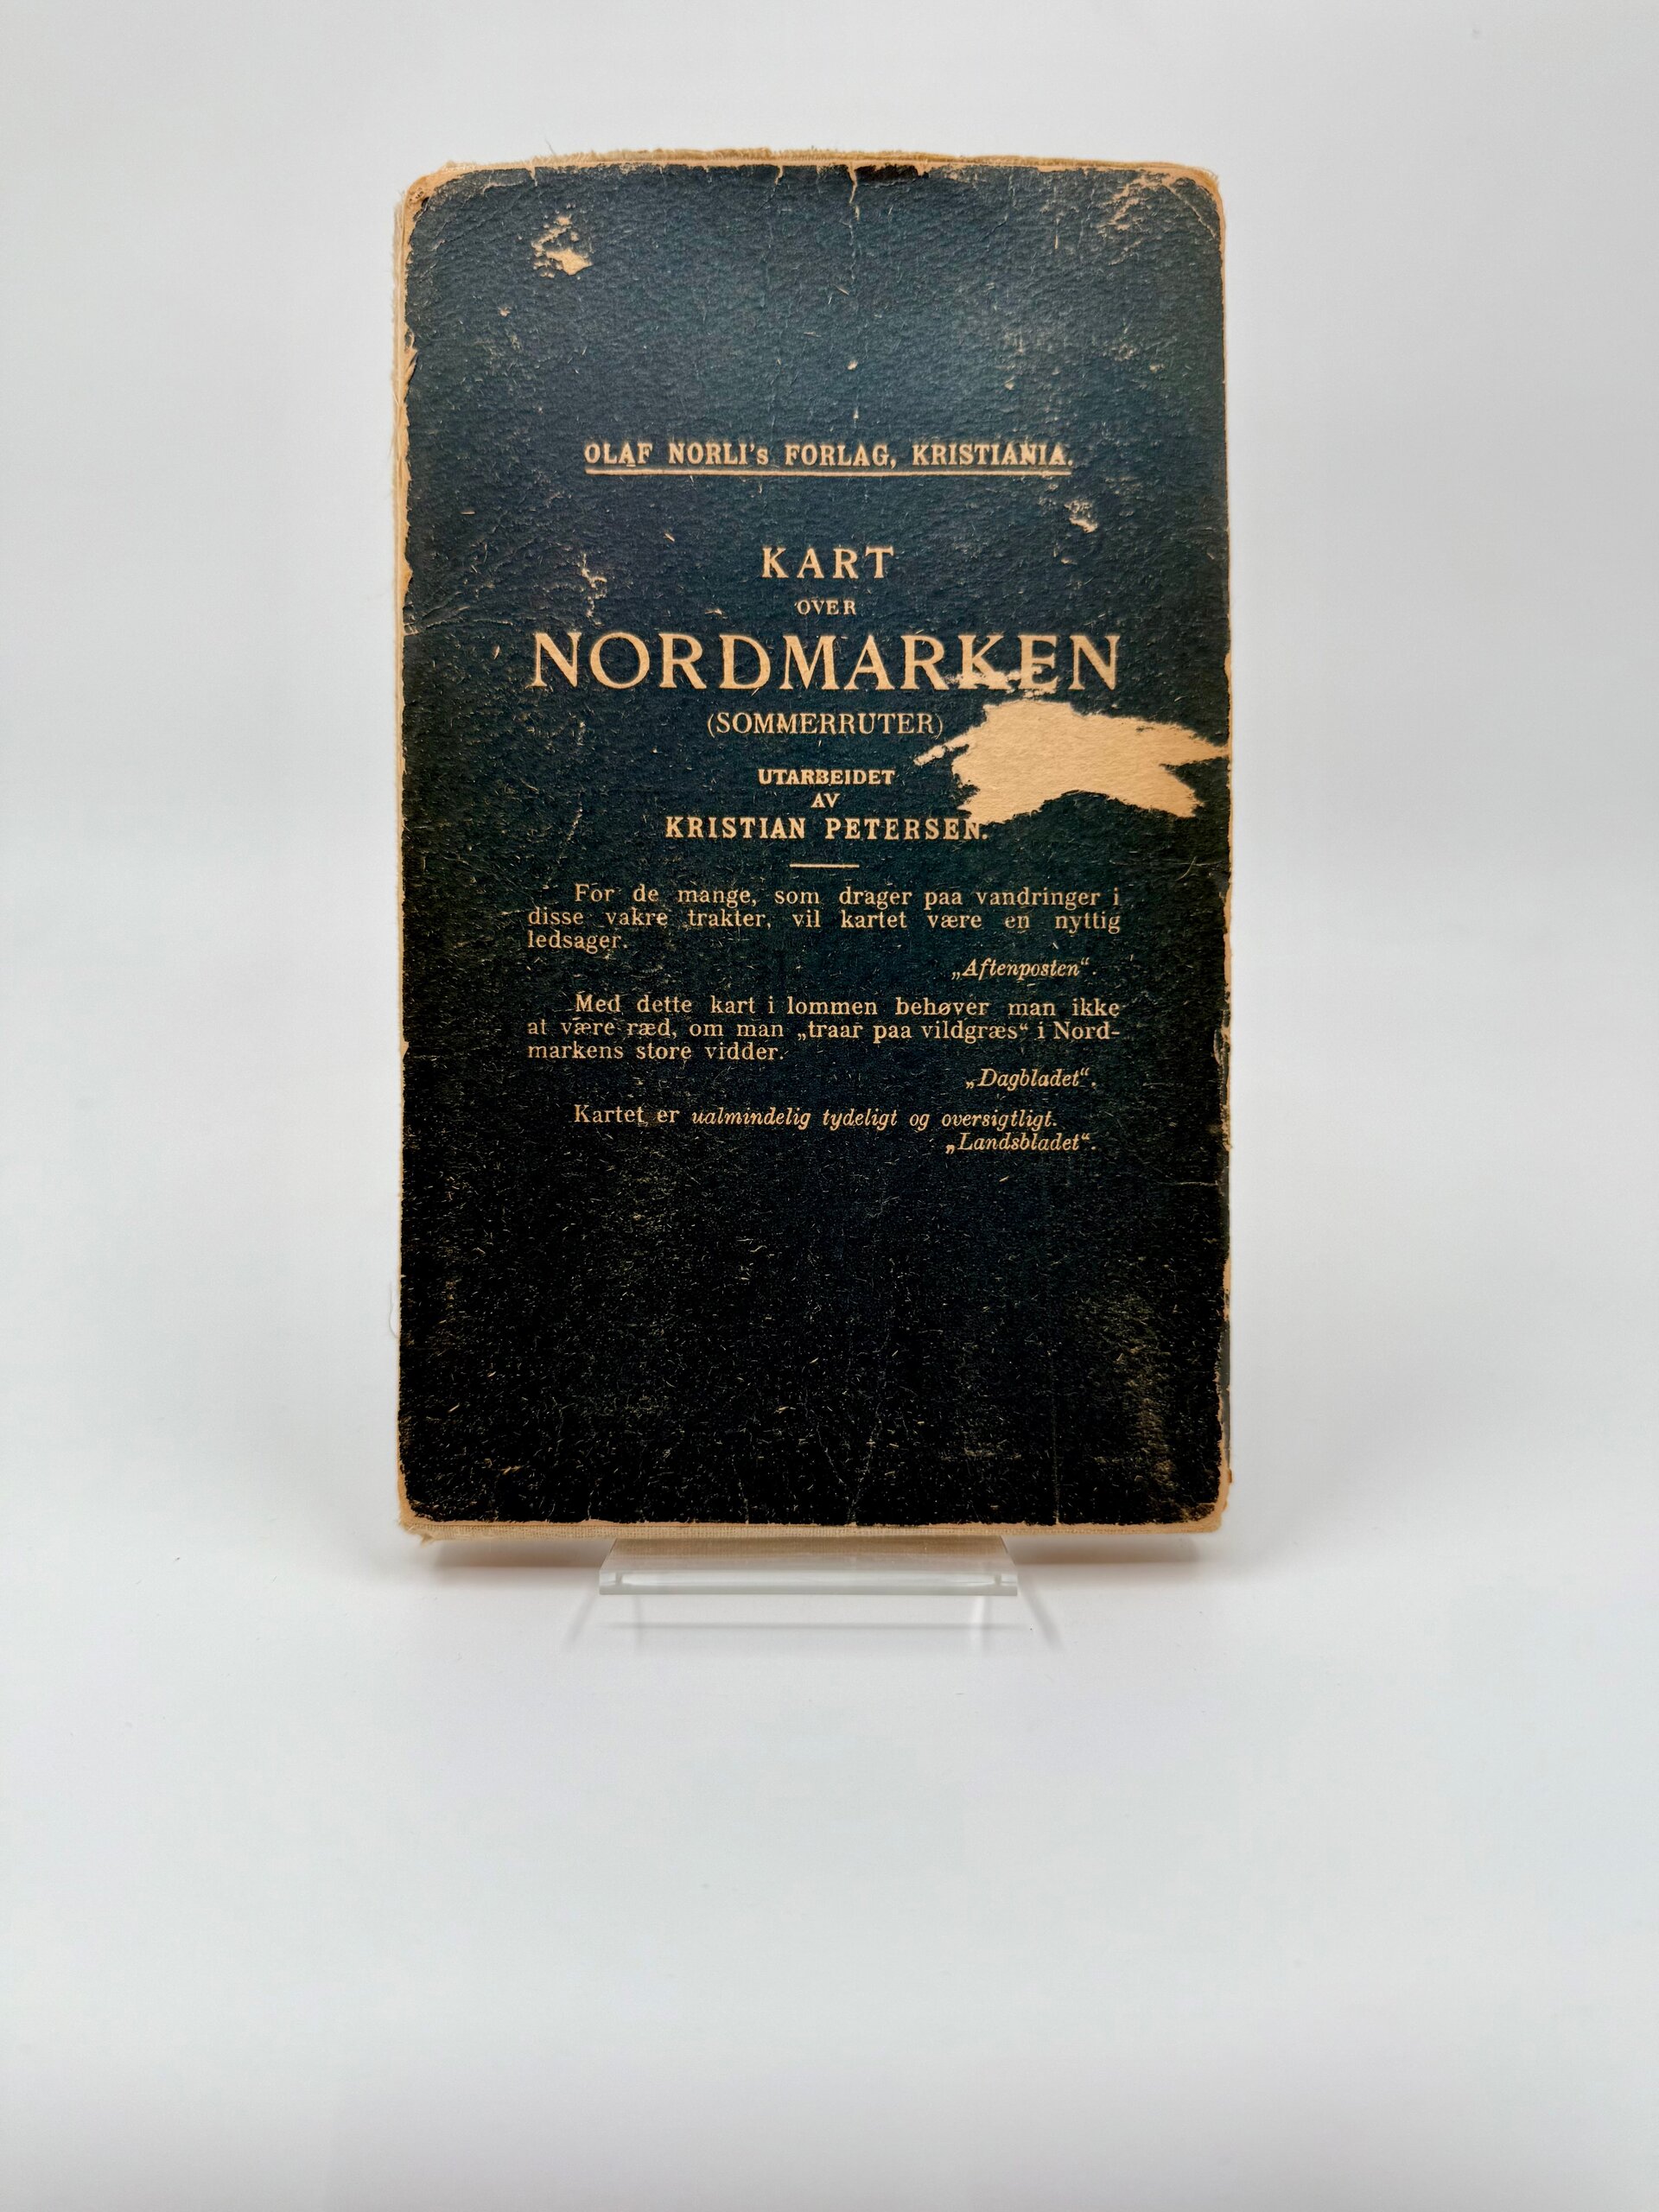 OLAF NORLI's FORLAG, KRISTIANIA.
KART
OVER
NORDMARKEN
(SOMMERRUTER)
UTARBEIDET
AV
KRISTIAN PETERSEN.
For de mange, som drager paa vandringer i
disse vakre trakter, vil kartet være en nyttig
ledsager.
„Aftenposten“.
Med dette kart i lommen behøver man ikke
at være ræd, om man „traar paa vildgræs“ i Nord-
markens store vidder.
„Dagbladet“.
Kartet er ualmindelig tydeligt og oversigtligt.
„Landsbladet“.